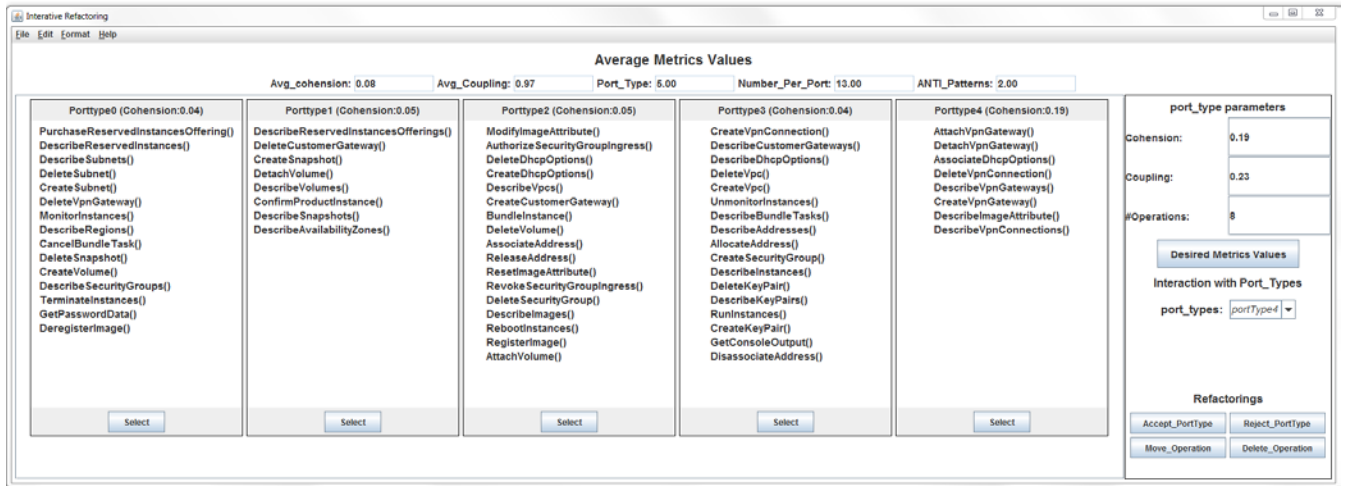 Interative Refactoring
File Edit Format Help
Average Metrics Values
Avg_cohension: 0.08 Avg_Coupling: 0.97 Port_Type: 5.00 Number_Per_Port: 13.00 ANTI_Patterns: 2.00
Porttype0 (Cohension:0.04)
PurchaseReservedInstancesOffering()
DescribeReservedInstances()
DescribeSubnets()
DeleteSubnet()
CreateSubnet()
DeleteVpnGateway()
MonitorInstances()
DescribeRegions()
CancelBundleTask()
DeleteSnapshot()
CreateVolume()
DescribeSecurityGroups()
TerminateInstances()
GetPasswordData()
DeregisterImage()
Select
Porttype1 (Cohension:0.05)
DescribeReservedInstancesOfferings()
DeleteCustomerGateway()
CreateSnapshot()
DetachVolume()
DescribeVolumes()
ConfirmProductInstance()
DescribeSnapshots()
DescribeAvailabilityZones()
Select
Porttype2 (Cohension:0.05)
ModifyImageAttribute()
AuthorizeSecurityGroupIngress()
DeleteDhcpOptions()
CreateDhcpOptions()
DescribeVpcs()
CreateCustomerGateway()
BundleInstance()
DeleteVolume()
AssociateAddress()
ReleaseAddress()
ResetImageAttribute()
RevokeSecurityGroupIngress()
DeleteSecurityGroup()
DescribeImages()
RebootInstances()
RegisterImage()
AttachVolume()
Select
Porttype3 (Cohension:0.04)
CreateVpnConnection()
DescribeCustomerGateways()
DescribeDhcpOptions()
DeleteVpc()
CreateVpc()
UnmonitorInstances()
DescribeBundleTasks()
DescribeAddresses()
AllocateAddress()
CreateSecurityGroup()
DescribeInstances()
DeleteKeyPair()
DescribeKeyPairs()
RunInstances()
CreateKeyPair()
GetConsoleOutput()
DisassociateAddress()
Select
Porttype4 (Cohension:0.19)
AttachVpnGateway()
DetachVpnGateway()
AssociateDhcpOptions()
DeleteVpnConnection()
DescribeVpnGateways()
CreateVpnGateway()
DescribeImageAttribute()
DescribeVpnConnections()
Select
port_type parameters
Cohension: 0.19
Coupling: 0.23
#Operations: 8
Desired Metrics Values
Interaction with Port_Types
port_types: portType4
Refactorings
Accept_PortType Reject_PortType
Move_Operation Delete_Operation